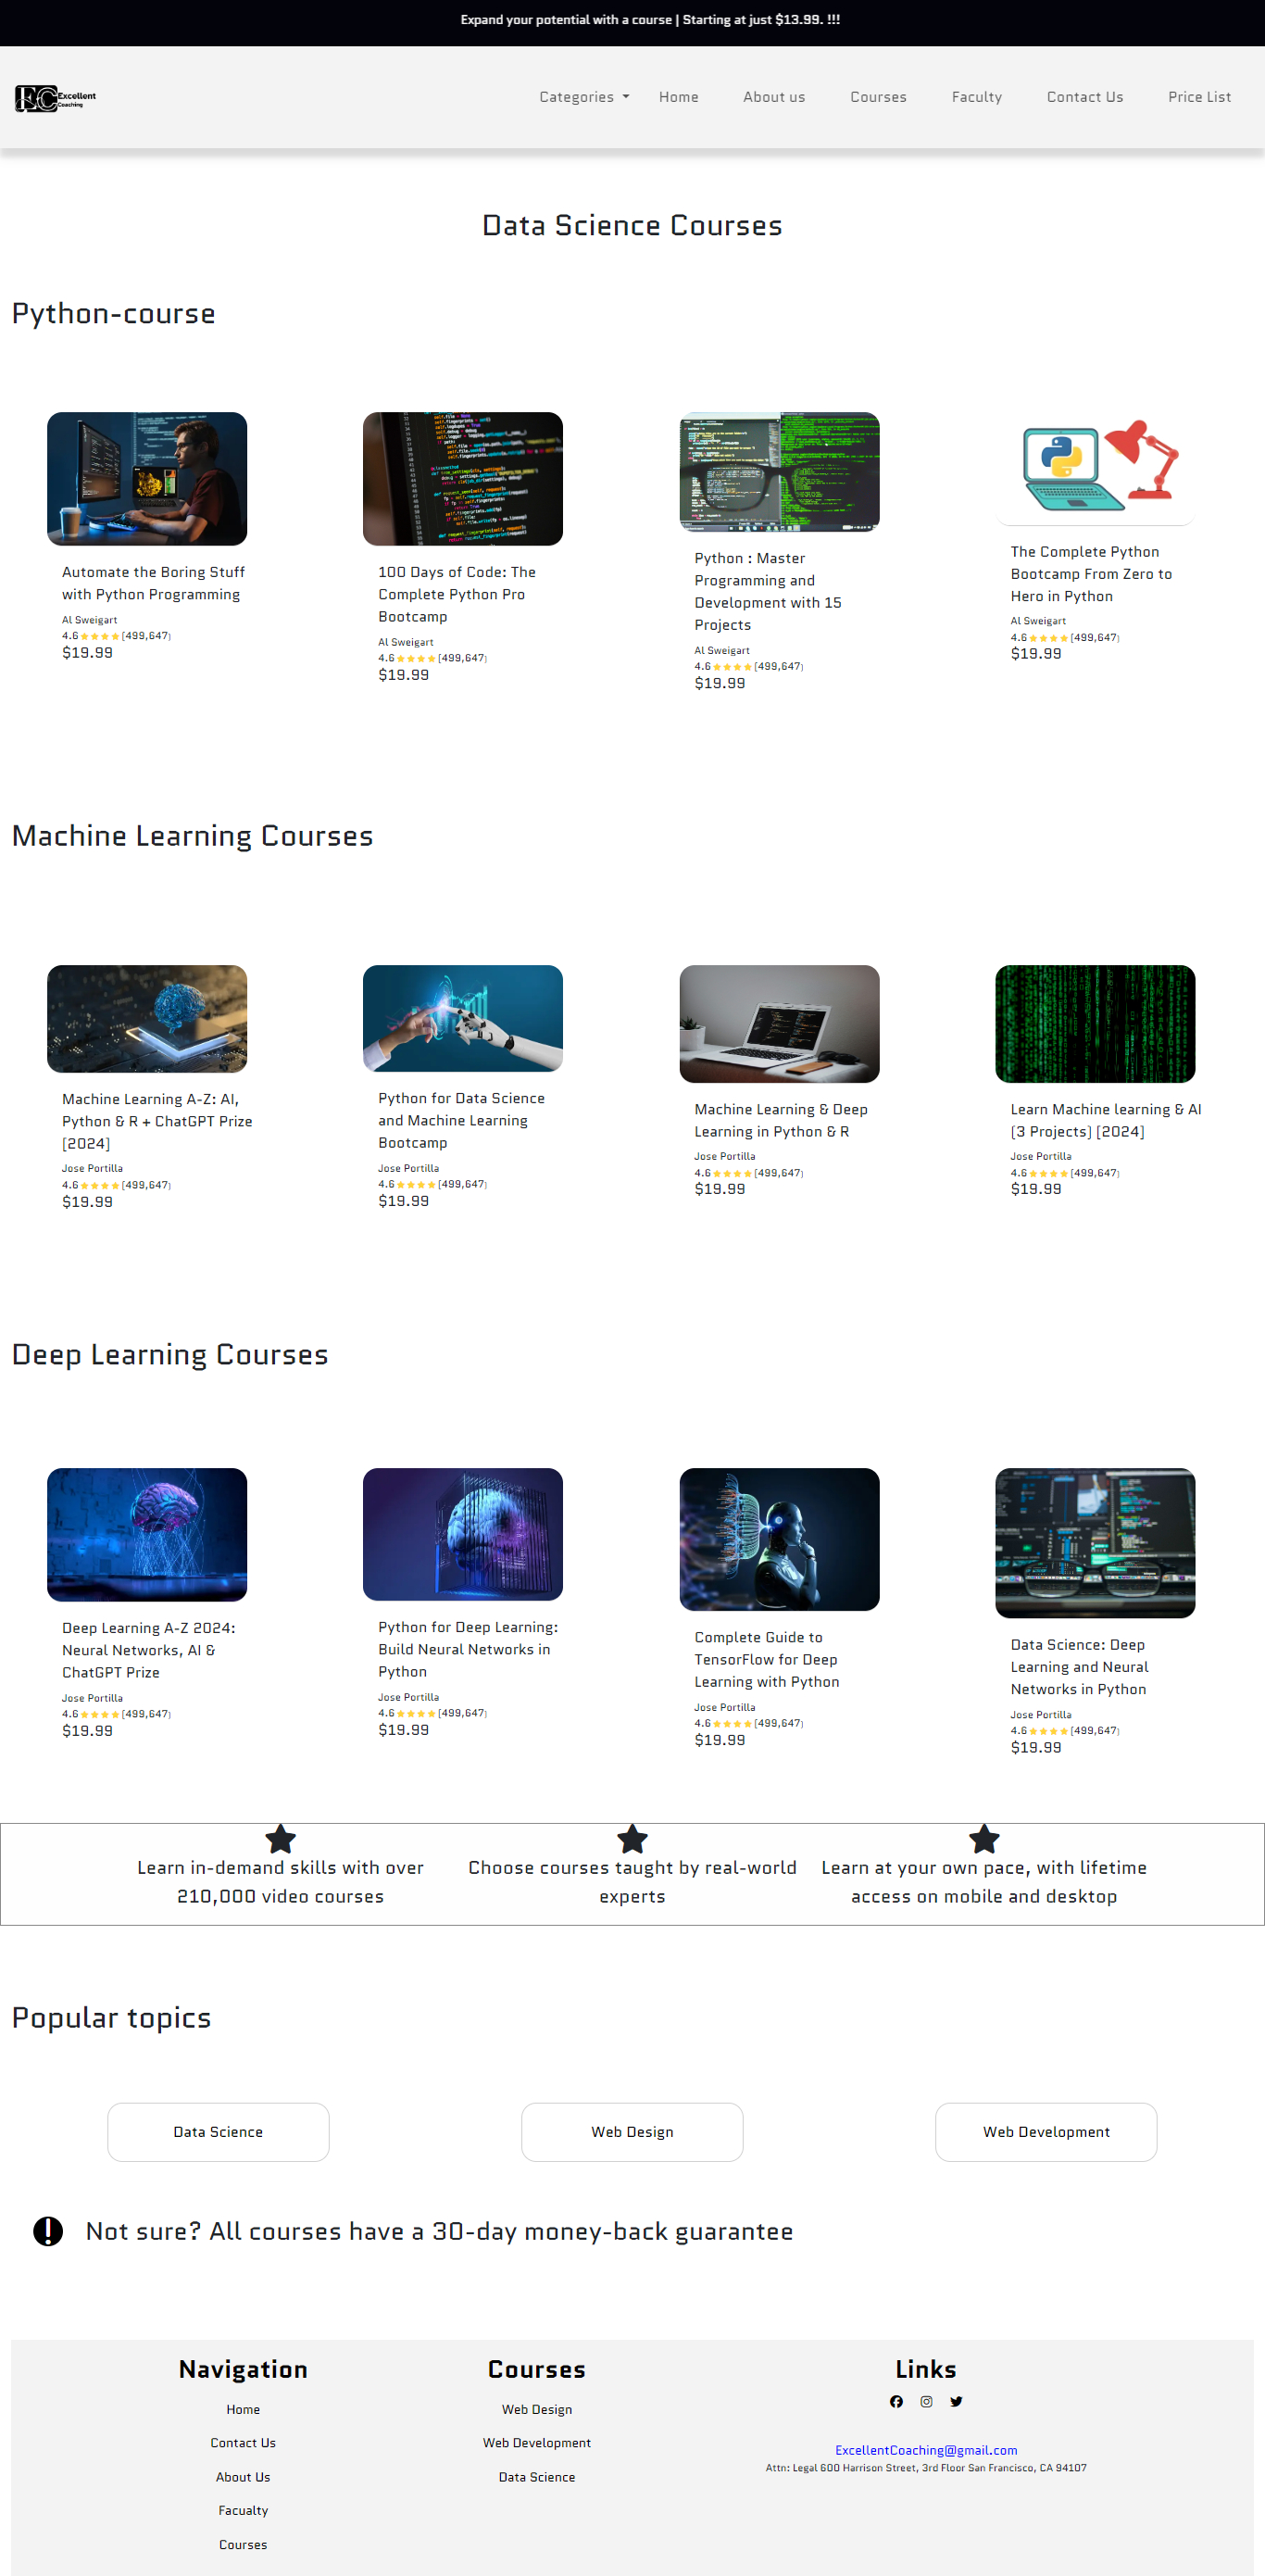 Expand your potential with a course | Starting at just $13.99. !!!
EC Excellent
Coaching
Categories Home About us Courses Faculty Contact Us Price List
Data Science Courses
Python-course
Automate the Boring Stuff
with Python Programming
Al Sweigart
4.6 (499,647)
$19.99
100 Days of Code: The
Complete Python Pro
Bootcamp
Al Sweigart
4.6 (499,647)
$19.99
Python : Master
Programming and
Development with 15
Projects
Al Sweigart
4.6 (499,647)
$19.99
The Complete Python
Bootcamp From Zero to
Hero in Python
Al Sweigart
4.6 (499,647)
$19.99
Machine Learning Courses
Machine Learning A-Z: AI,
Python & R + ChatGPT Prize
[2024]
Jose Portilla
4.6 (499,647)
$19.99
Python for Data Science
and Machine Learning
Bootcamp
Jose Portilla
4.6 (499,647)
$19.99
Machine Learning & Deep
Learning in Python & R
Jose Portilla
4.6 (499,647)
$19.99
Learn Machine learning & AI
(3 Projects) [2024]
Jose Portilla
4.6 (499,647)
$19.99
Deep Learning Courses
Deep Learning A-Z 2024:
Neural Networks, AI &
ChatGPT Prize
Jose Portilla
4.6 (499,647)
$19.99
Python for Deep Learning:
Build Neural Networks in
Python
Jose Portilla
4.6 (499,647)
$19.99
Complete Guide to
TensorFlow for Deep
Learning with Python
Jose Portilla
4.6 (499,647)
$19.99
Data Science: Deep
Learning and Neural
Networks in Python
Jose Portilla
4.6 (499,647)
$19.99
Learn in-demand skills with over
210,000 video courses
Choose courses taught by real-world
experts
Learn at your own pace, with lifetime
access on mobile and desktop
Popular topics
Data Science
Web Design
Web Development
Not sure? All courses have a 30-day money-back guarantee
Navigation
Home
Contact Us
About Us
Facualty
Courses
Courses
Web Design
Web Development
Data Science
Links
ExcellentCoaching@gmail.com
Attn: Legal 600 Harrison Street, 3rd Floor San Francisco, CA 94107